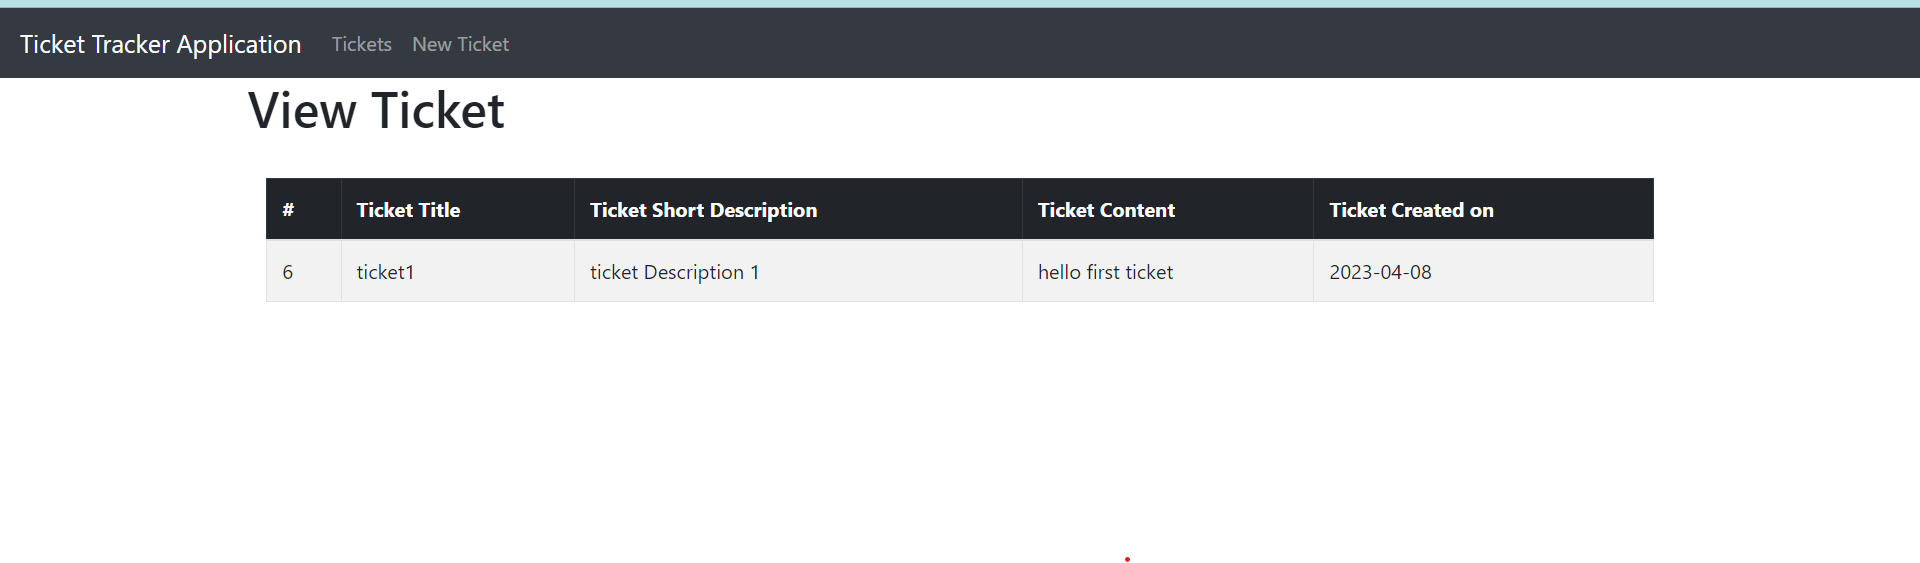 Ticket Tracker Application Tickets New Ticket
View Ticket
# Ticket Title Ticket Short Description Ticket Content Ticket Created on
6 ticket1 ticket Description 1 hello first ticket 2023-04-08